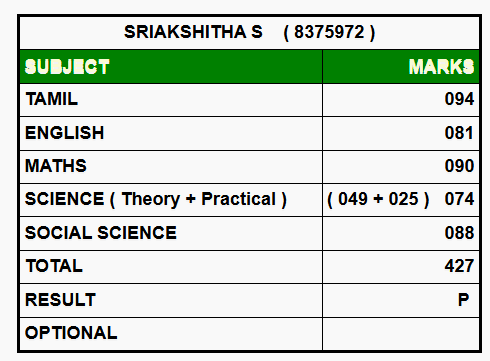 SRIAKSHITHA S ( 8375972 )
SUBJECT MARKS
TAMIL 094
ENGLISH 081
MATHS 090
SCIENCE ( Theory + Practical ) ( 049 + 025 ) 074
SOCIAL SCIENCE 088
TOTAL 427
RESULT P
OPTIONAL